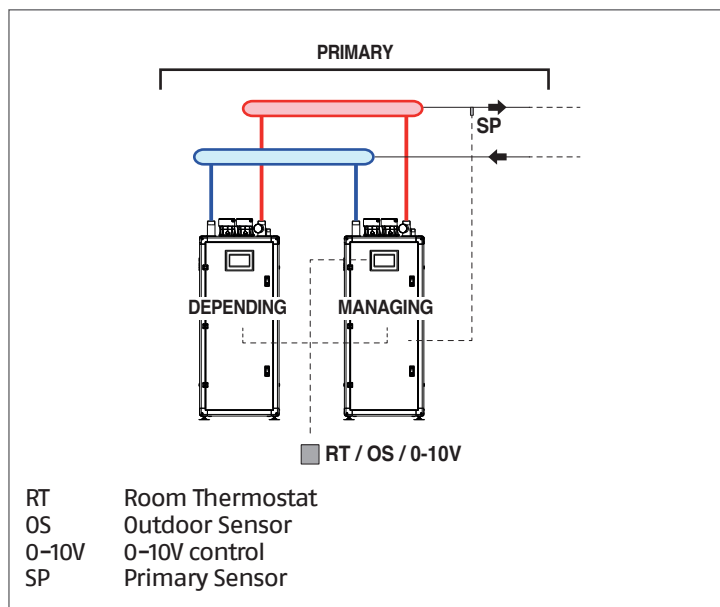 PRIMARY
SP
DEPENDING MANAGING
RT / OS / 0-10V
RT Room Thermostat
OS Outdoor Sensor
0-10V 0-10V control
SP Primary Sensor